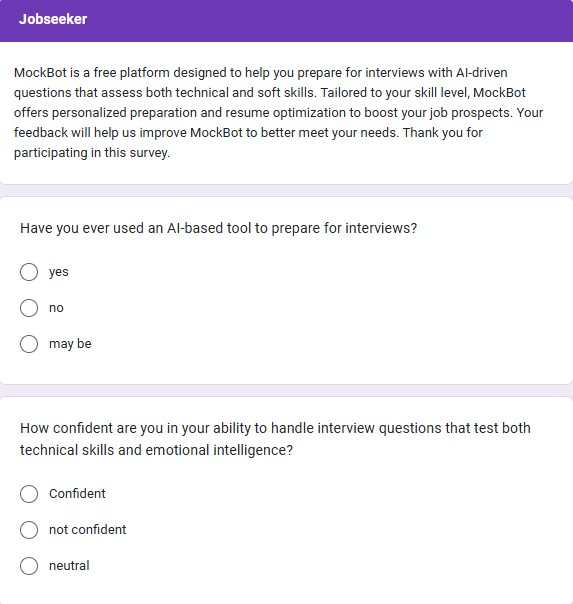 Jobseeker
MockBot is a free platform designed to help you prepare for interviews with AI-driven
questions that assess both technical and soft skills. Tailored to your skill level, MockBot
offers personalized preparation and resume optimization to boost your job prospects. Your
feedback will help us improve MockBot to better meet your needs. Thank you for
participating in this survey.
Have you ever used an AI-based tool to prepare for interviews?
yes
no
may be
How confident are you in your ability to handle interview questions that test both
technical skills and emotional intelligence?
Confident
not confident
neutral